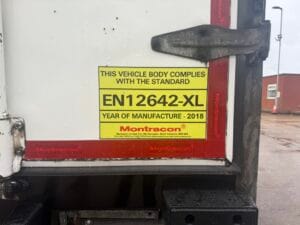 THIS VEHICLE BODY COMPLIES
WITH THE STANDARD
EN12642-XL
YEAR OF MANUFACTURE - 2018
Montracon